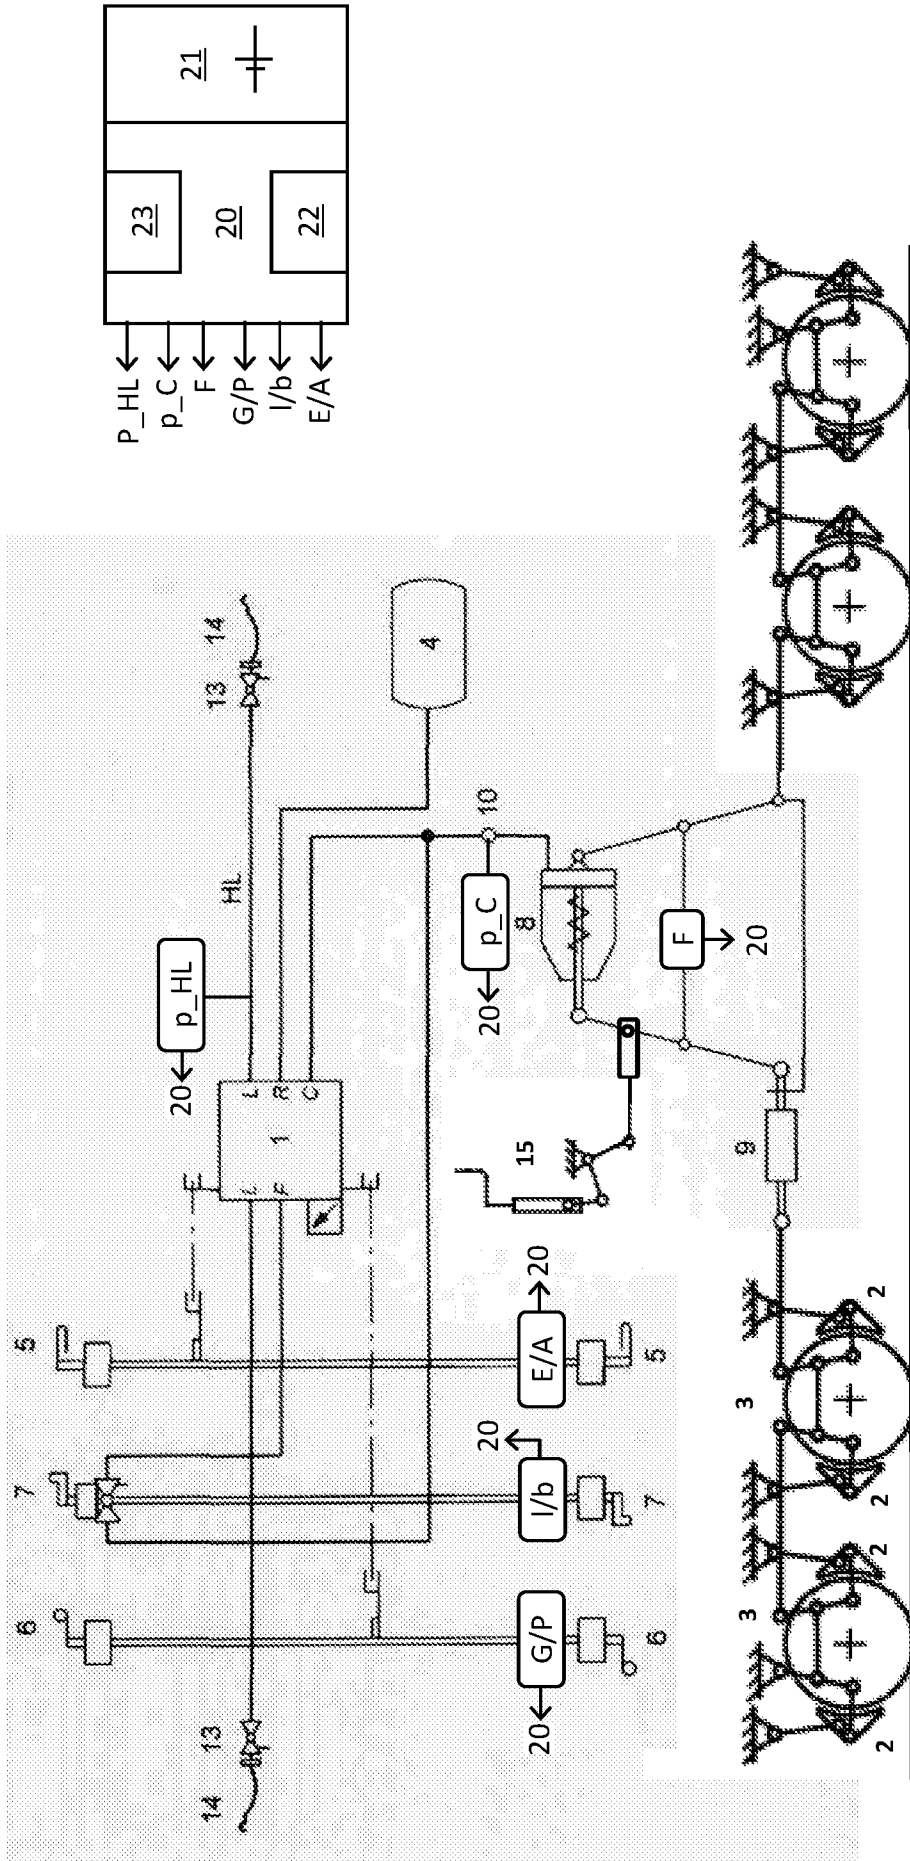 6 7 5
P_HL
23
p_C
20 p_HL
21
F
14 13 13 14
HL
20
G/P
L L
1
I/b
F R
C
22
E/A
4
20 20 p_C 10
15 8
20 G/P I/b E/A 20
6 7 5
F
20
3 3 9
2 2 2 2